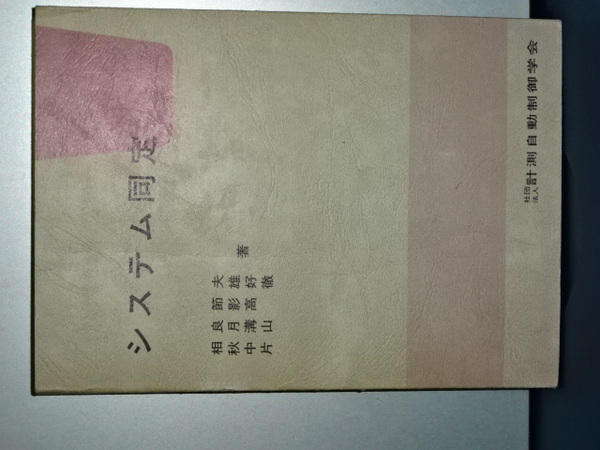 システム同定
相良節夫
秋月影雄
中溝高好
片山徹
著
社団法人
計測自動制御学会